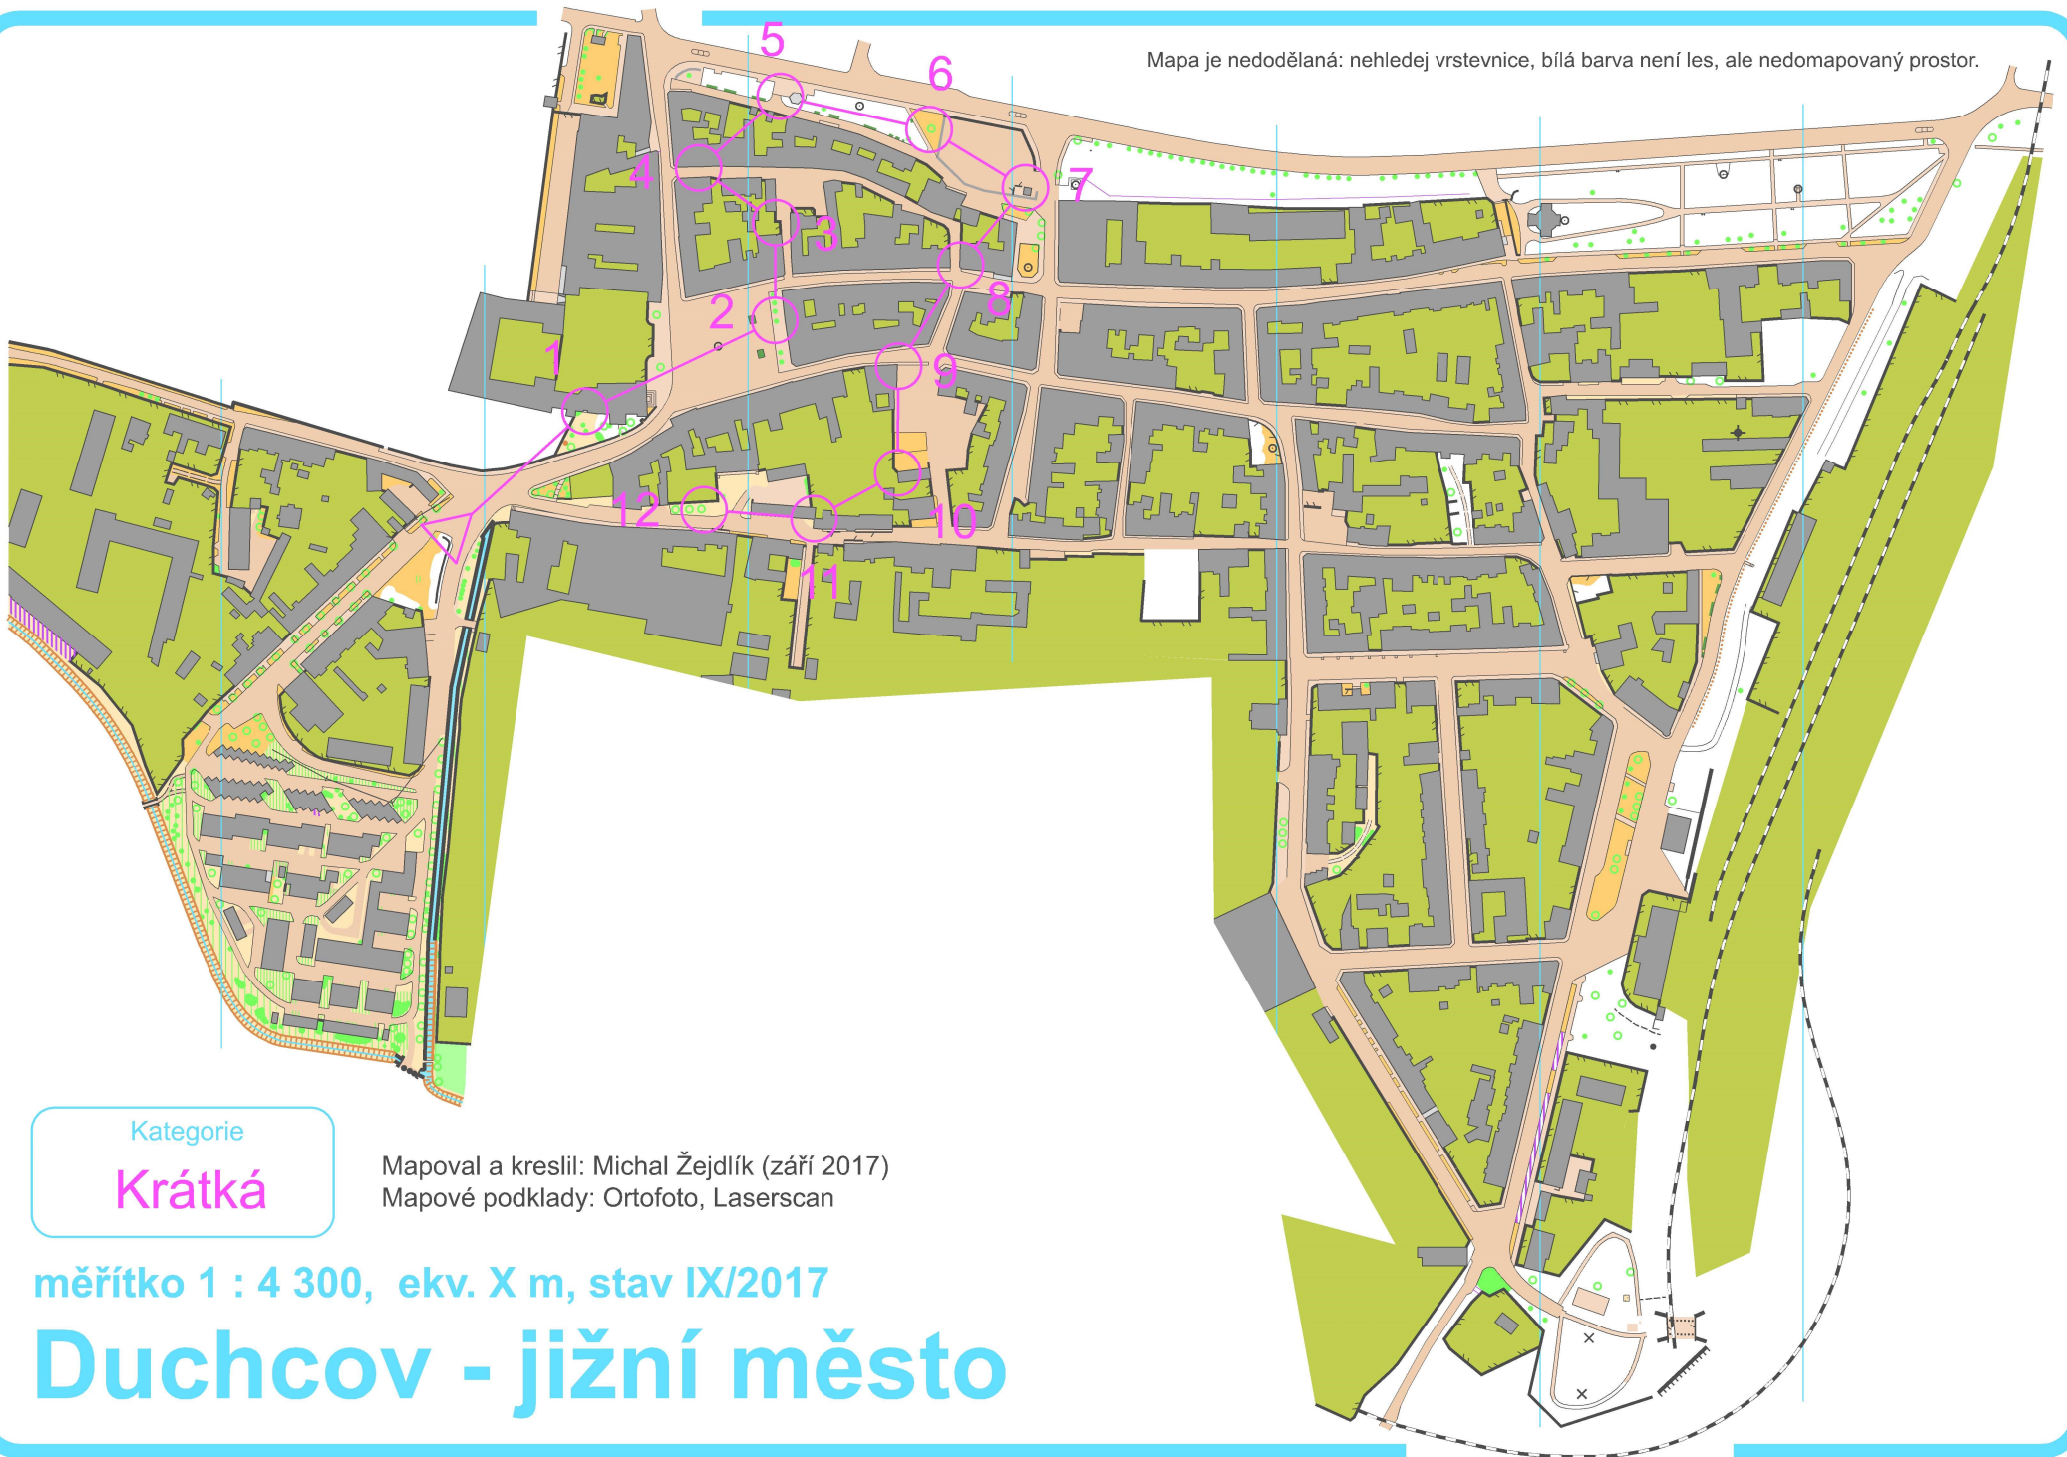 Mapa je nedodělaná: nehledej vrstevnice, bílá barva není les, ale nedomapovaný prostor.
5
6
4
7
3
2
8
1
9
12
10
11
Kategorie
Krátká
Mapoval a kreslil: Michal Žejdlík (září 2017)
Mapové podklady: Ortofoto, Laserscan
měřítko 1 : 4 300, ekv. X m, stav IX/2017
Duchcov - jižní město